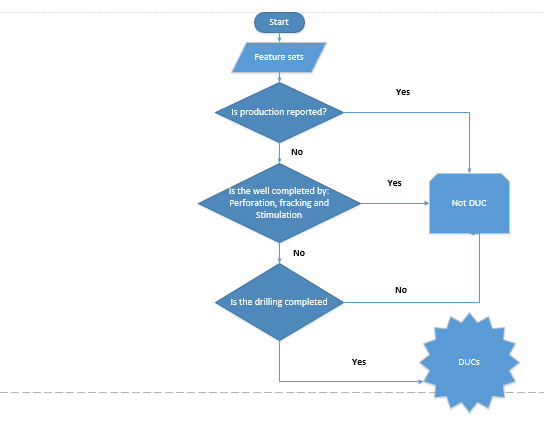 Start
Feature sets
Yes
Is production reported?
No
Is the well completed by:
Perforation, fracking and
Stimulation
Yes
Not DUC
No
Is the drilling completed
No
Yes
DUCs